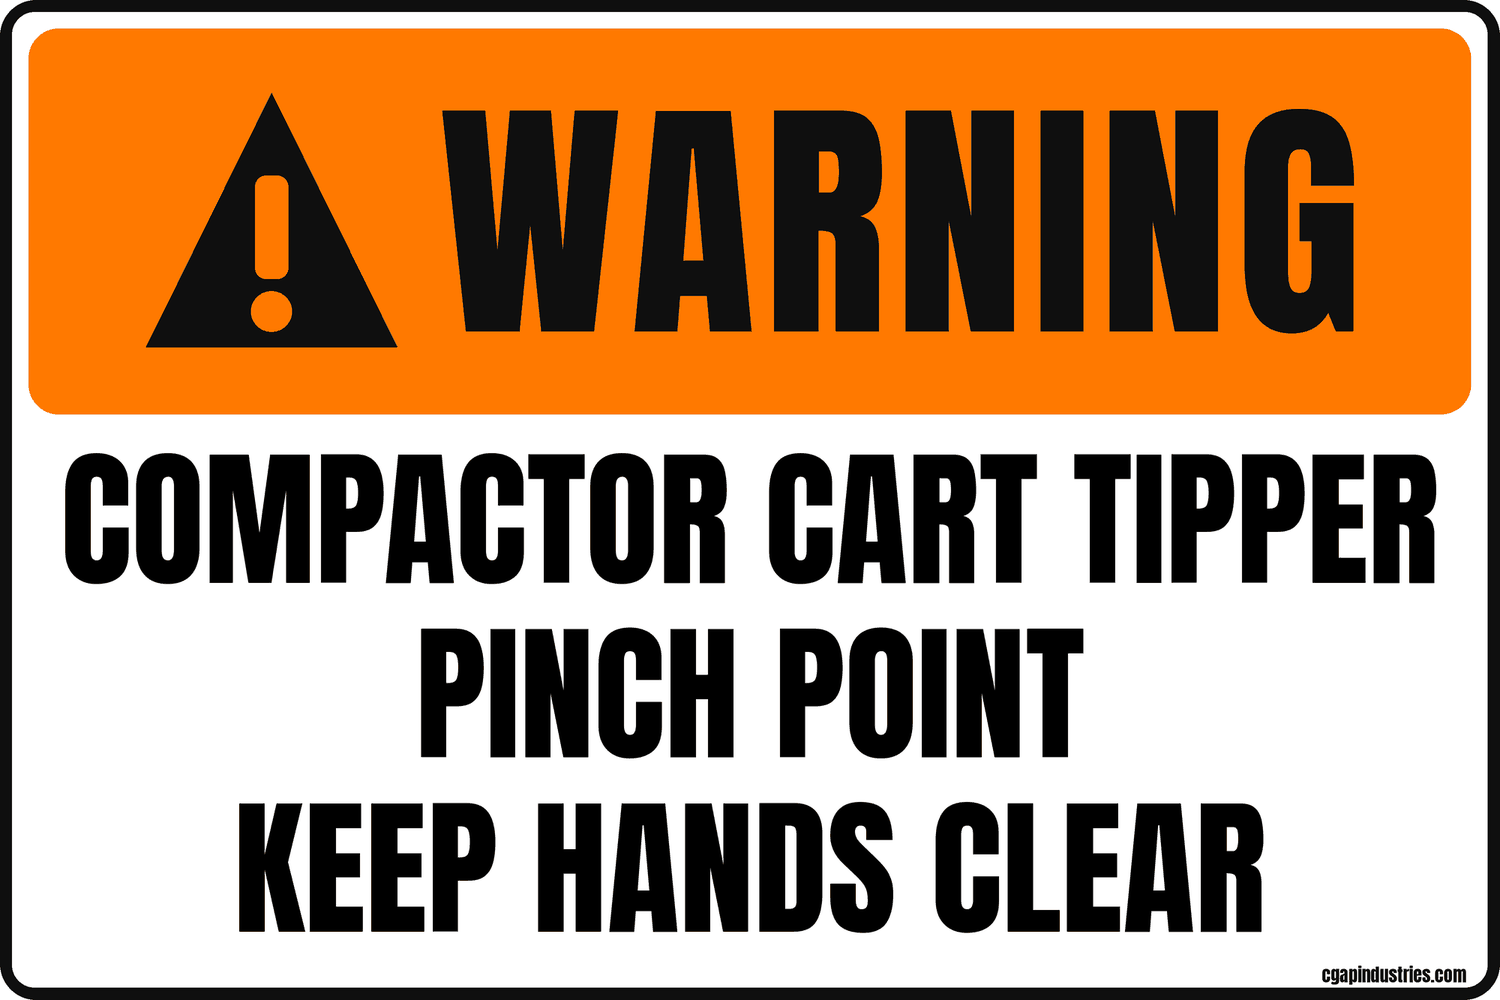 WARNING
COMPACTOR CART TIPPER
PINCH POINT
KEEP HANDS CLEAR
cgapindustries.com